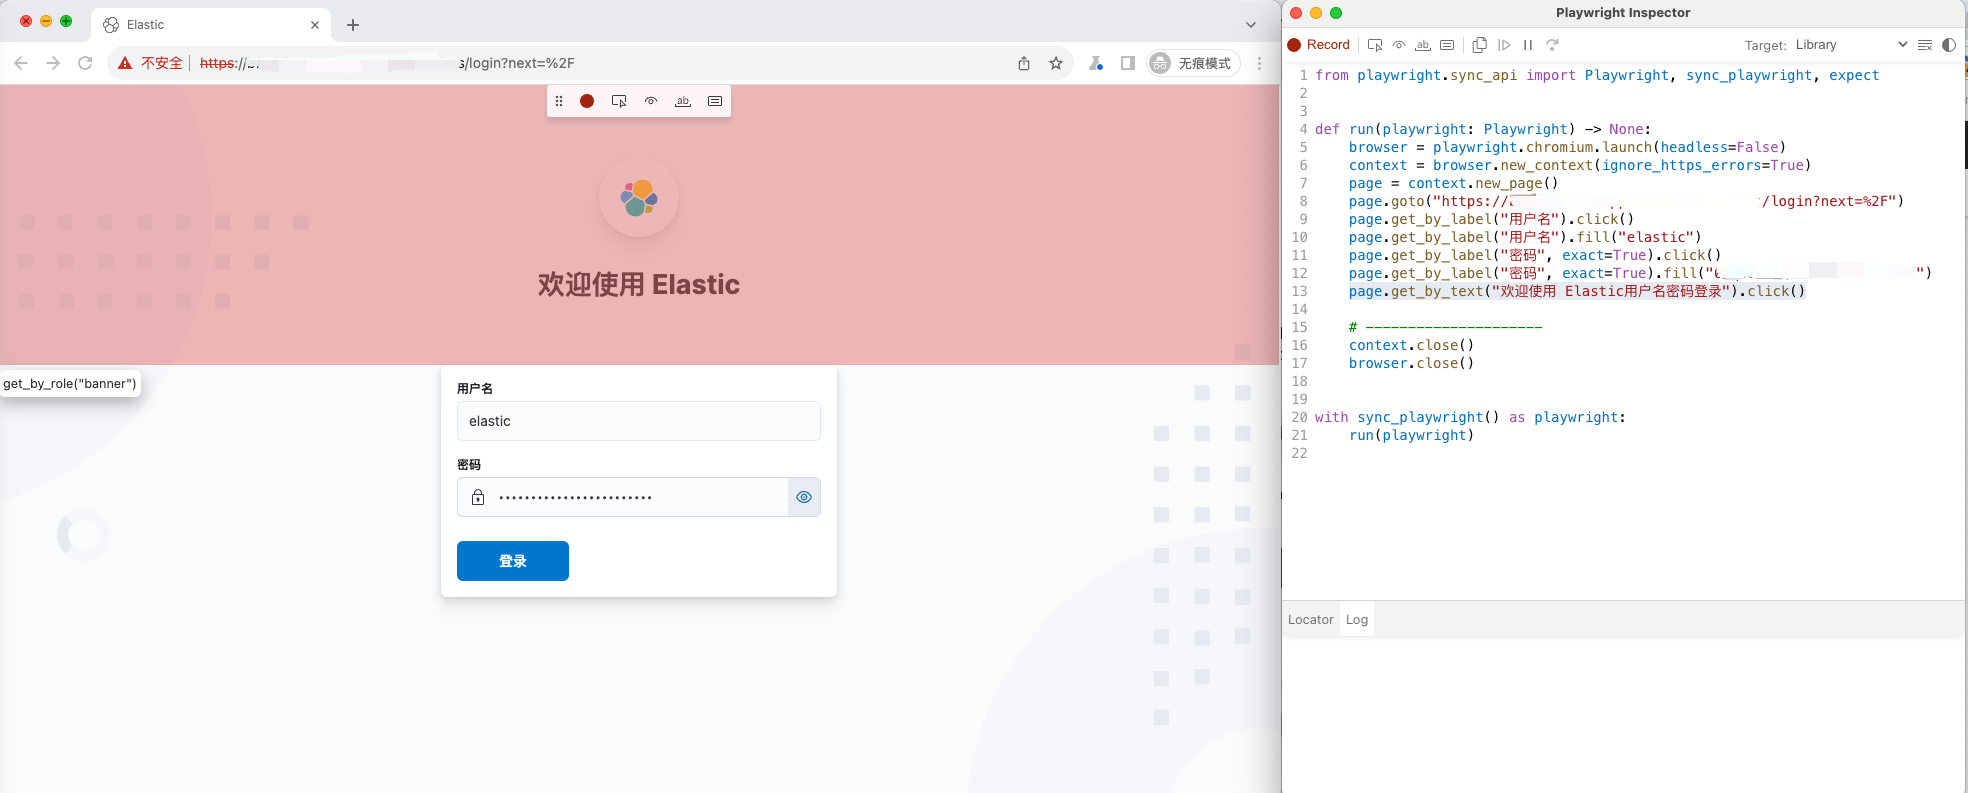 Elastic
不安全 https:// /login?next=%2F
无痕模式
欢迎使用 Elastic
get_by_role("banner")
用户名
elastic
密码
••••••••••••••••••••••••
登录
Playwright Inspector
Record
Target: Library
1 from playwright.sync_api import Playwright, sync_playwright, expect
2
3
4 def run(playwright: Playwright) -> None:
5 browser = playwright.chromium.launch(headless=False)
6 context = browser.new_context(ignore_https_errors=True)
7 page = context.new_page()
8 page.goto("https:// /login?next=%2F")
9 page.get_by_label("用户名").click()
10 page.get_by_label("用户名").fill("elastic")
11 page.get_by_label("密码", exact=True).click()
12 page.get_by_label("密码", exact=True).fill(" ")
13 page.get_by_text("欢迎使用 Elastic用户名密码登录").click()
14
15 # ---------------------
16 context.close()
17 browser.close()
18
19
20 with sync_playwright() as playwright:
21 run(playwright)
22
Locator Log